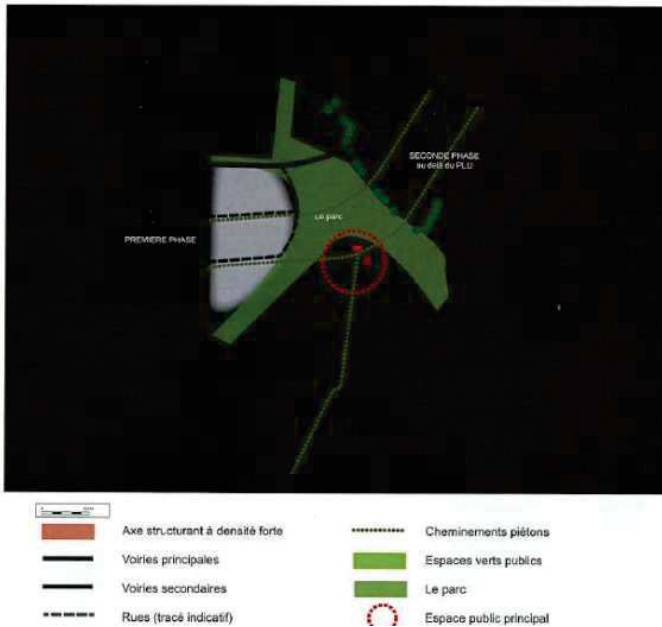 SECONDE PHASE
au delà du PLU
Le parc
PREMIERE PHASE
Axe structurant à densité forte
Voiries principales
Voiries secondaires
Rues (tracé indicatif)
Cheminements piétons
Espaces verts publics
Le parc
Espace public principal